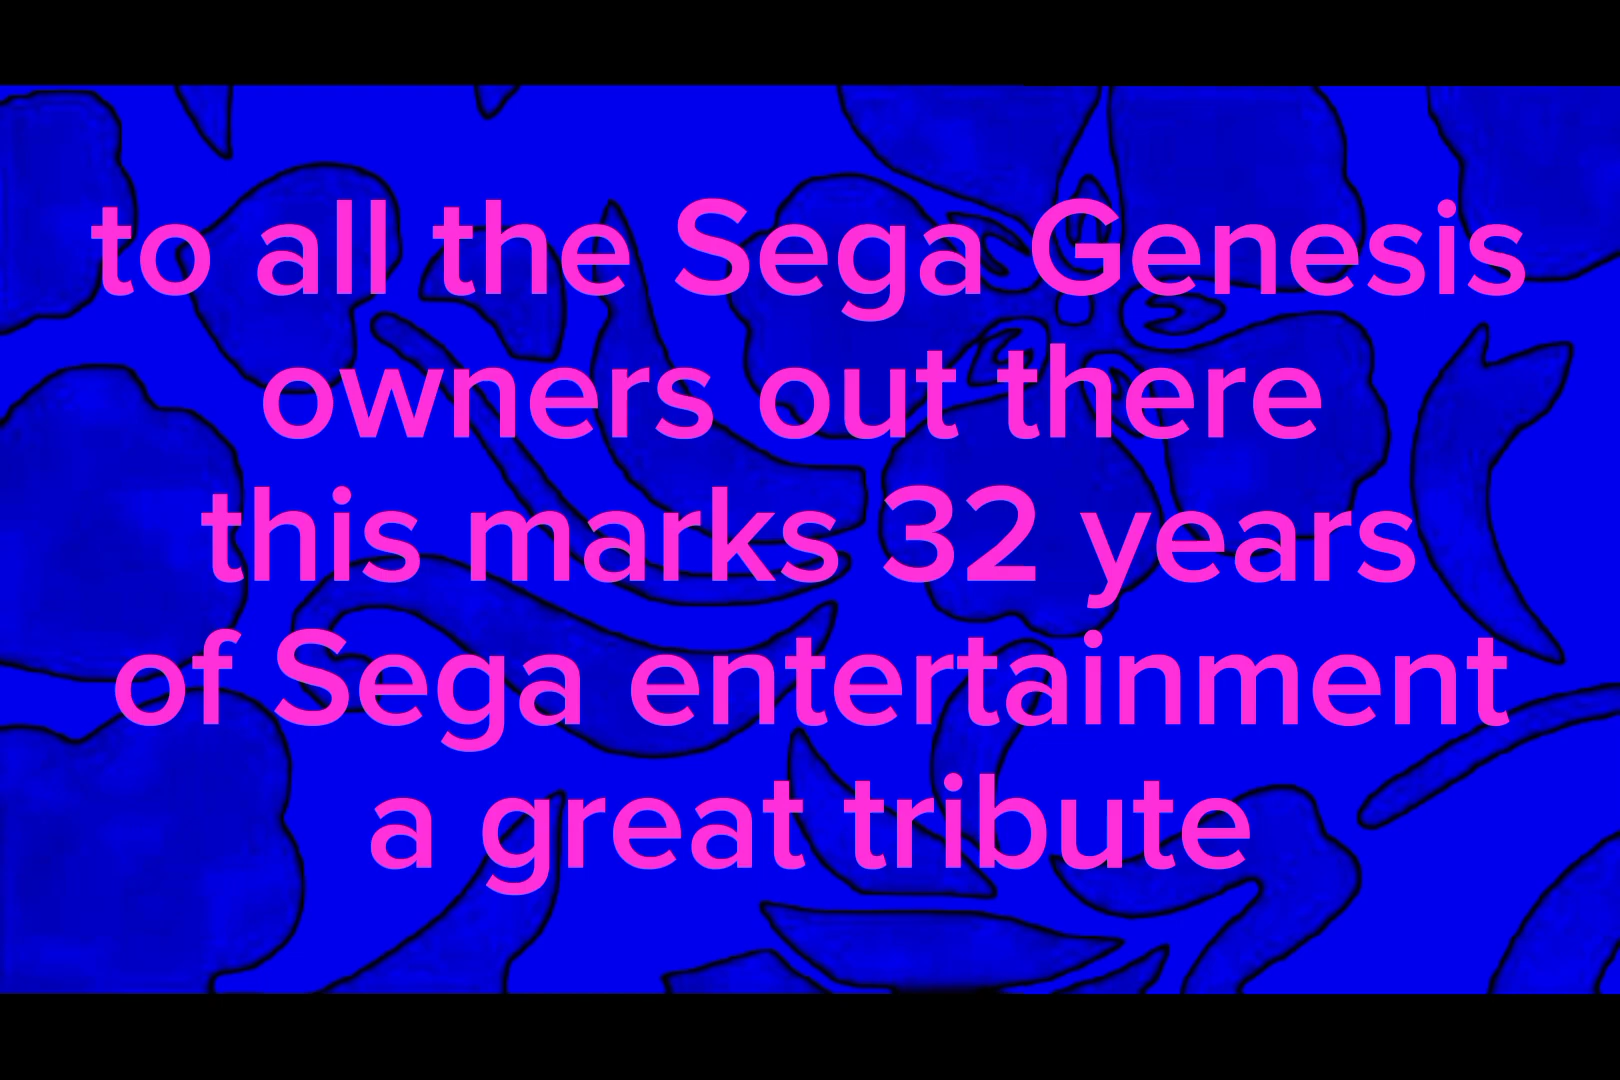 to all the Sega Genesis
owners out there
this marks 32 years
of Sega entertainment
a great tribute